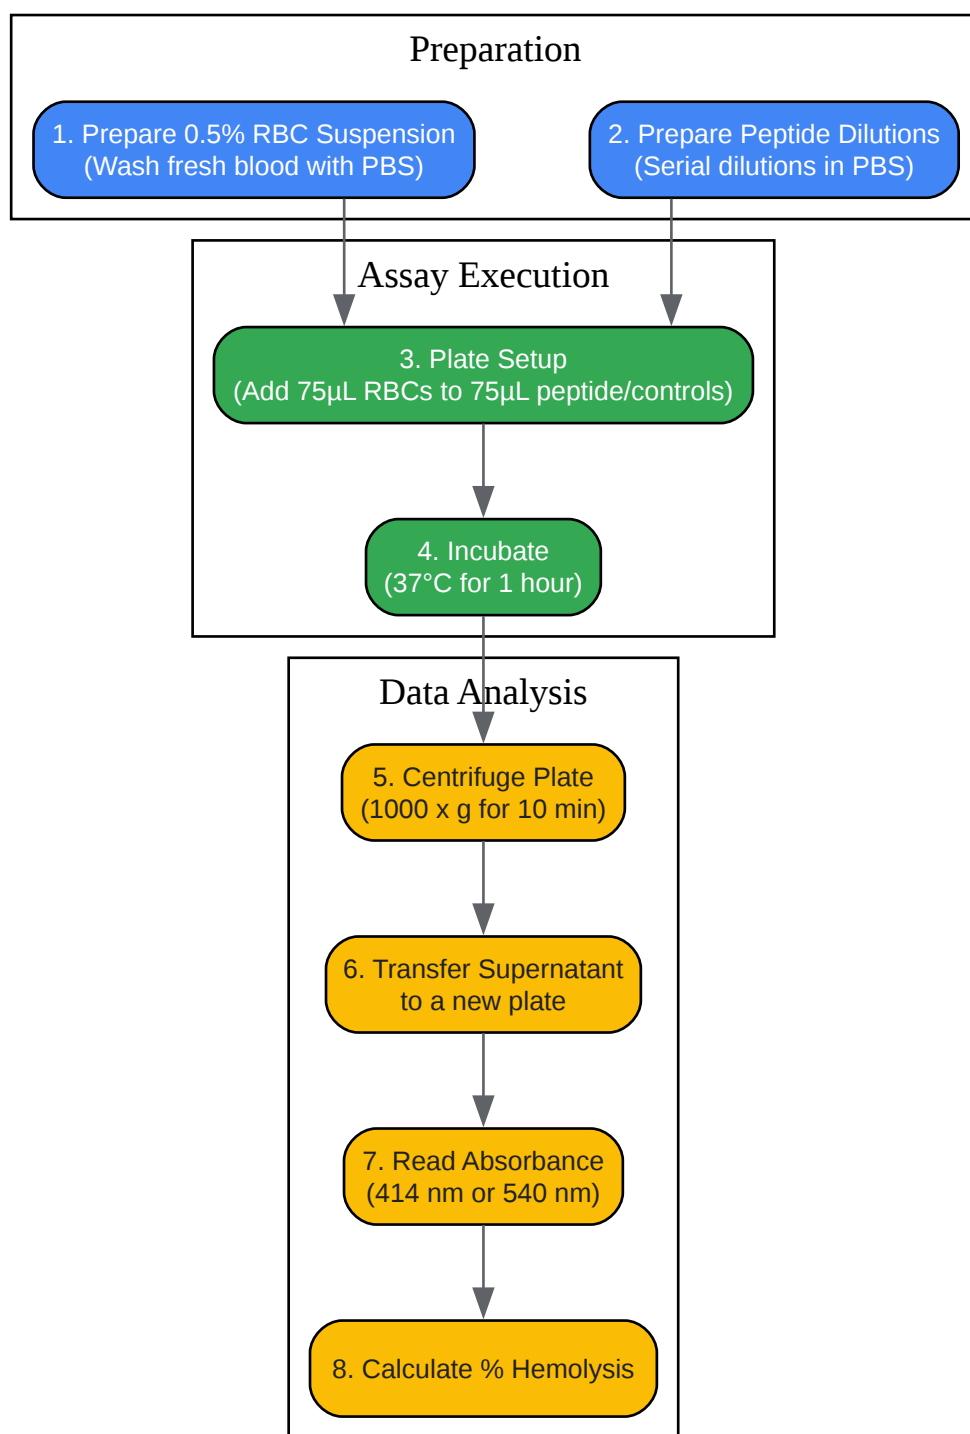 Preparation
1. Prepare 0.5% RBC Suspension
(Wash fresh blood with PBS)
2. Prepare Peptide Dilutions
(Serial dilutions in PBS)
Assay Execution
3. Plate Setup
(Add 75µL RBCs to 75µL peptide/controls)
4. Incubate
(37°C for 1 hour)
Data Analysis
5. Centrifuge Plate
(1000 x g for 10 min)
6. Transfer Supernatant
to a new plate
7. Read Absorbance
(414 nm or 540 nm)
8. Calculate % Hemolysis